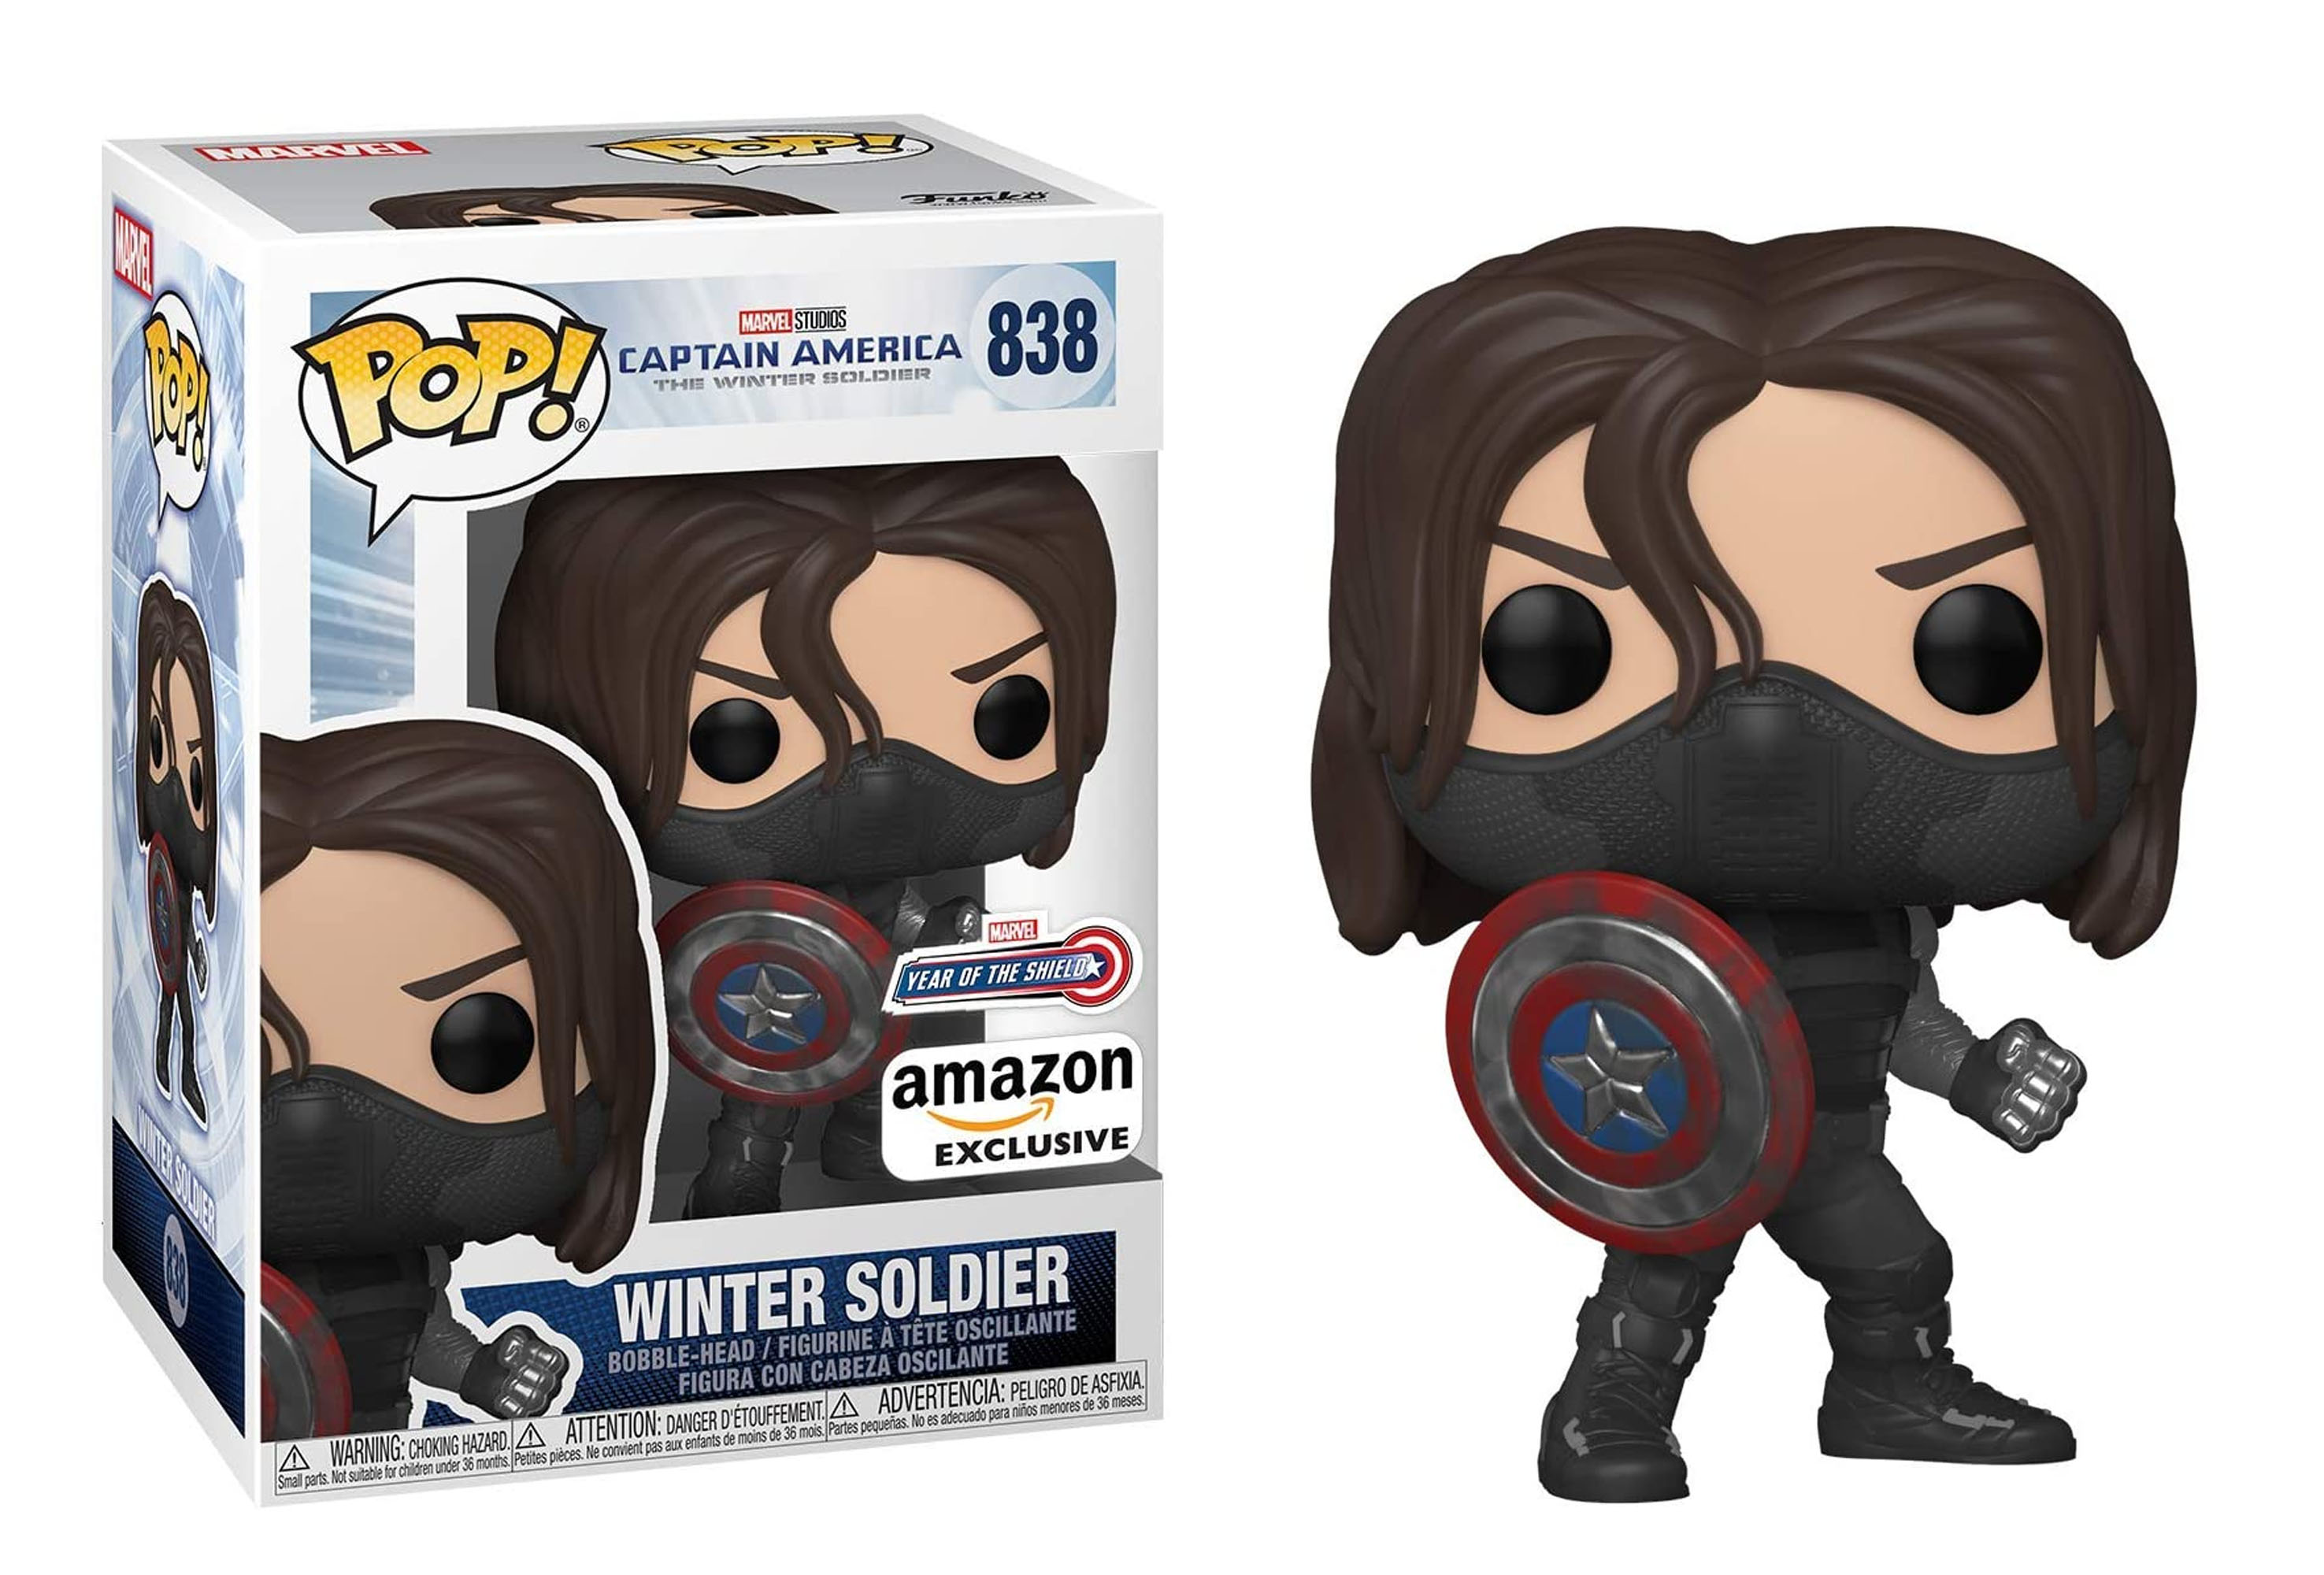 MARVEL
POP!
Funko
MARVEL
POP!
WINTER SOLDIER
838
POP!®
MARVEL STUDIOS
CAPTAIN AMERICA
THE WINTER SOLDIER
838
MARVEL
YEAR OF THE SHIELD
amazon
EXCLUSIVE
WINTER SOLDIER
BOBBLE-HEAD / FIGURINE À TÊTE OSCILLANTE
FIGURA CON CABEZA OSCILANTE
WARNING: CHOKING HAZARD.
Small parts. Not suitable for children under 36 months.
ATTENTION: DANGER D'ÉTOUFFEMENT.
Petites pièces. Ne convient pas aux enfants de moins de 36 mois.
ADVERTENCIA: PELIGRO DE ASFIXIA.
Partes pequeñas. No es adecuado para niños menores de 36 meses.